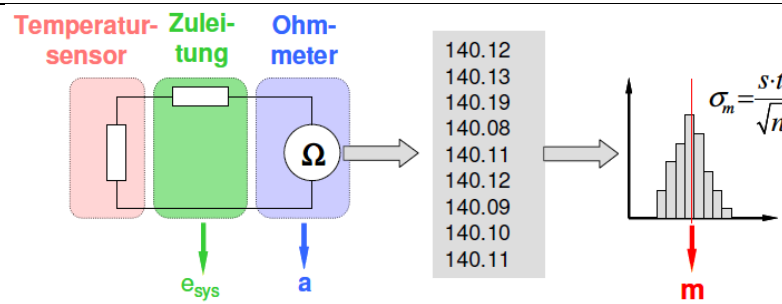 Temperatur-
sensor
Zulei-
tung
Ohm-
meter
Ω
e_sys
a
140.12
140.13
140.19
140.08
140.11
140.12
140.09
140.10
140.11
σ_m = s·t / √n
m